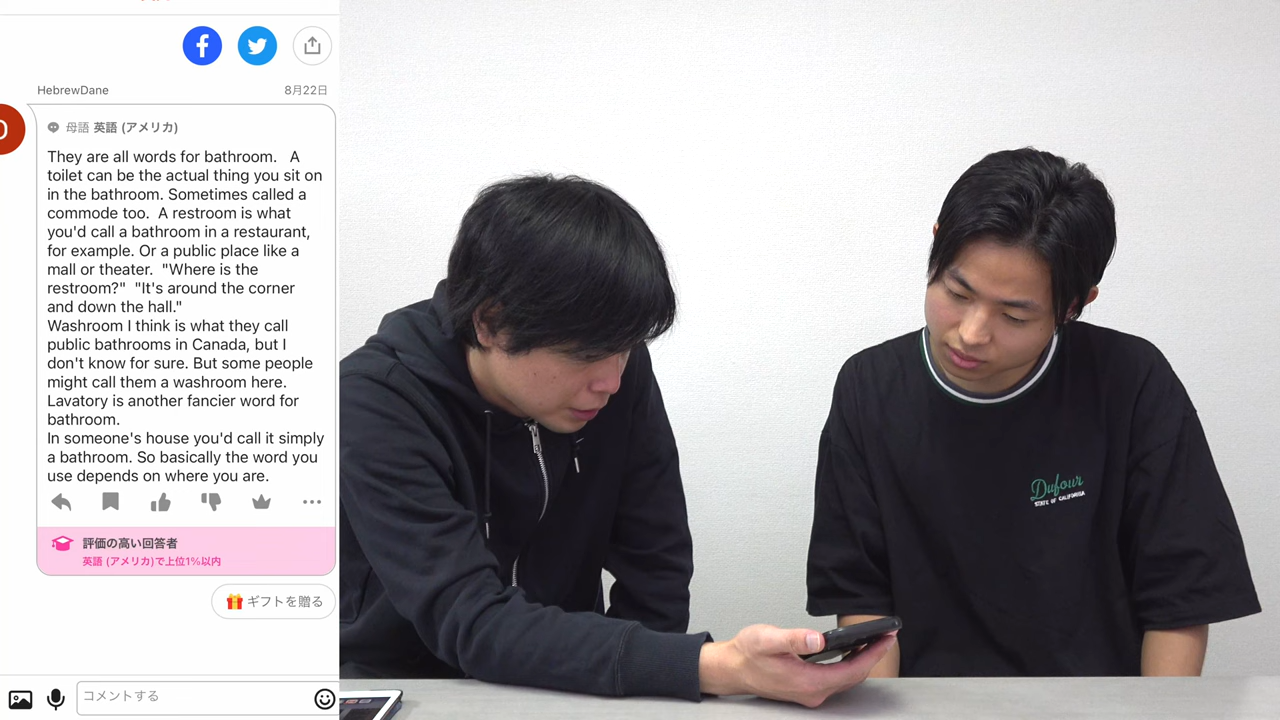 HebrewDane
8月22日
母語 英語 (アメリカ)
They are all words for bathroom. A
toilet can be the actual thing you sit on
in the bathroom. Sometimes called a
commode too. A restroom is what
you'd call a bathroom in a restaurant,
for example. Or a public place like a
mall or theater. "Where is the
restroom?" "It's around the corner
and down the hall."
Washroom I think is what they call
public bathrooms in Canada, but I
don't know for sure. But some people
might call them a washroom here.
Lavatory is another fancier word for
bathroom.
In someone's house you'd call it simply
a bathroom. So basically the word you
use depends on where you are.
評価の高い回答者
英語 (アメリカ)で上位1%以内
ギフトを贈る
コメントする
Dufour
STATE OF CALIFORNIA